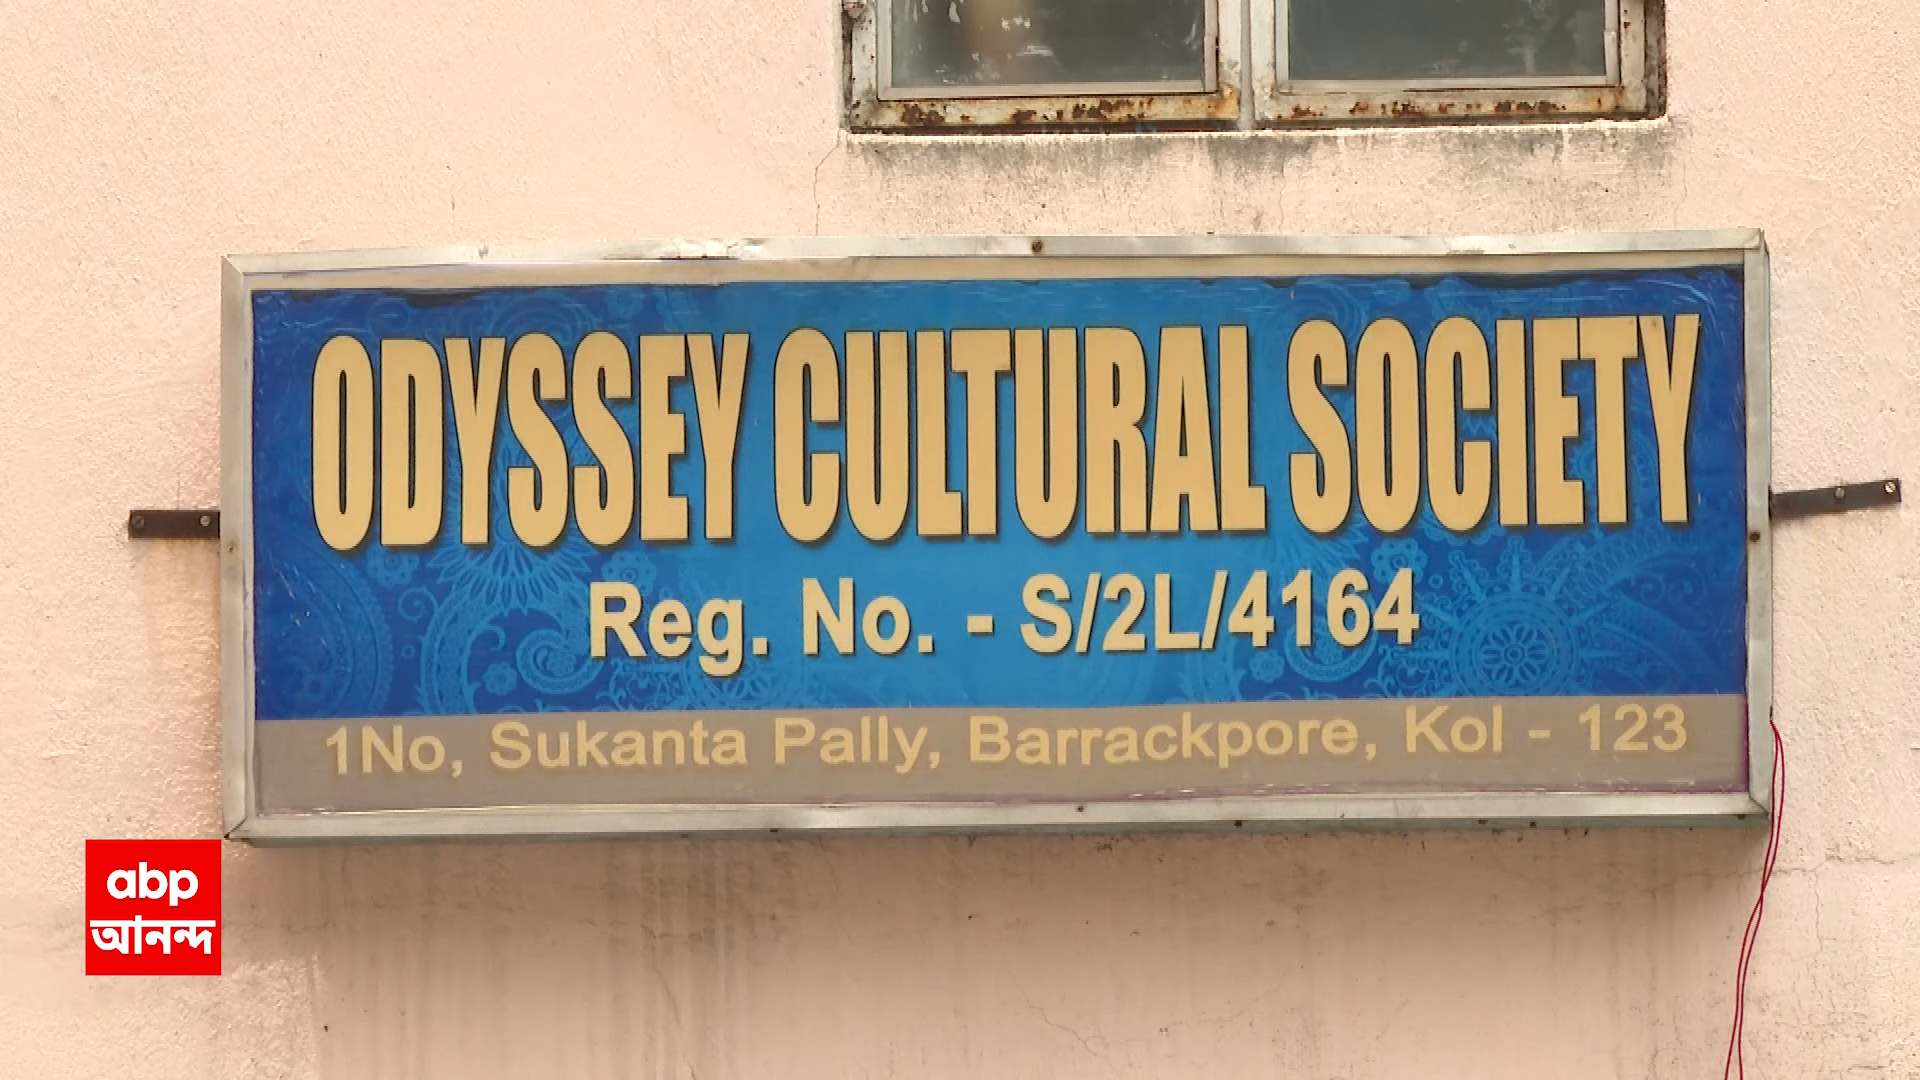 ODYSSEY CULTURAL SOCIETY
Reg. No. - S/2L/4164
1No, Sukanta Pally, Barrackpore, Kol - 123
abp
আনন্দ